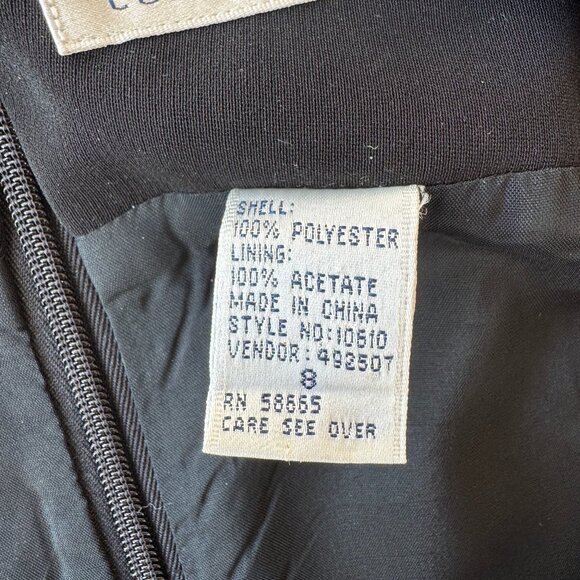 SHELL:
100% POLYESTER
LINING:
100% ACETATE
MADE IN CHINA
STYLE NO:10610
VENDOR: 49250T
8
RN 58665
CARE SEE OVER